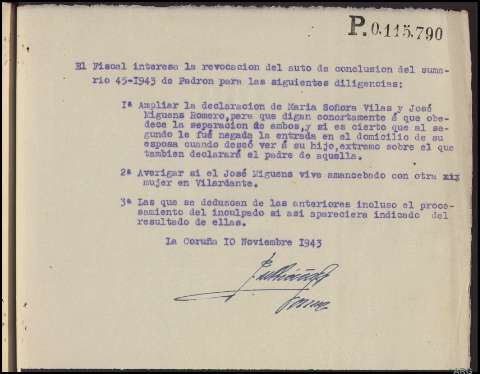 P.0.115.790
El Fiscal interesa la revocacion del auto de conclusion del suma-
rio 45-1943 de Padron para las siguientes diligencias:
1ª Ampliar la declaracion de Maria Señora Vilas y José
Miguens Romero, para que digan concrtamente á que obe-
dece la separacion de ambos, y si es cierto que al se-
gundo le fué negada la entrada en el domicilio de su
esposa cuando deseó ver á su hijo, extremo sobre el que
tambien declarará el padre de aquella.
2ª Averigar si el José Miguens vive amancebado con otra xix
mujer en Vilardante.
3ª Las que se deduzcan de las anteriores incluso el proce-
samiento del inculpado si asi apareciere indicado del
resultado de ellas.
La Coruña 10 Noviembre 1943
ARG